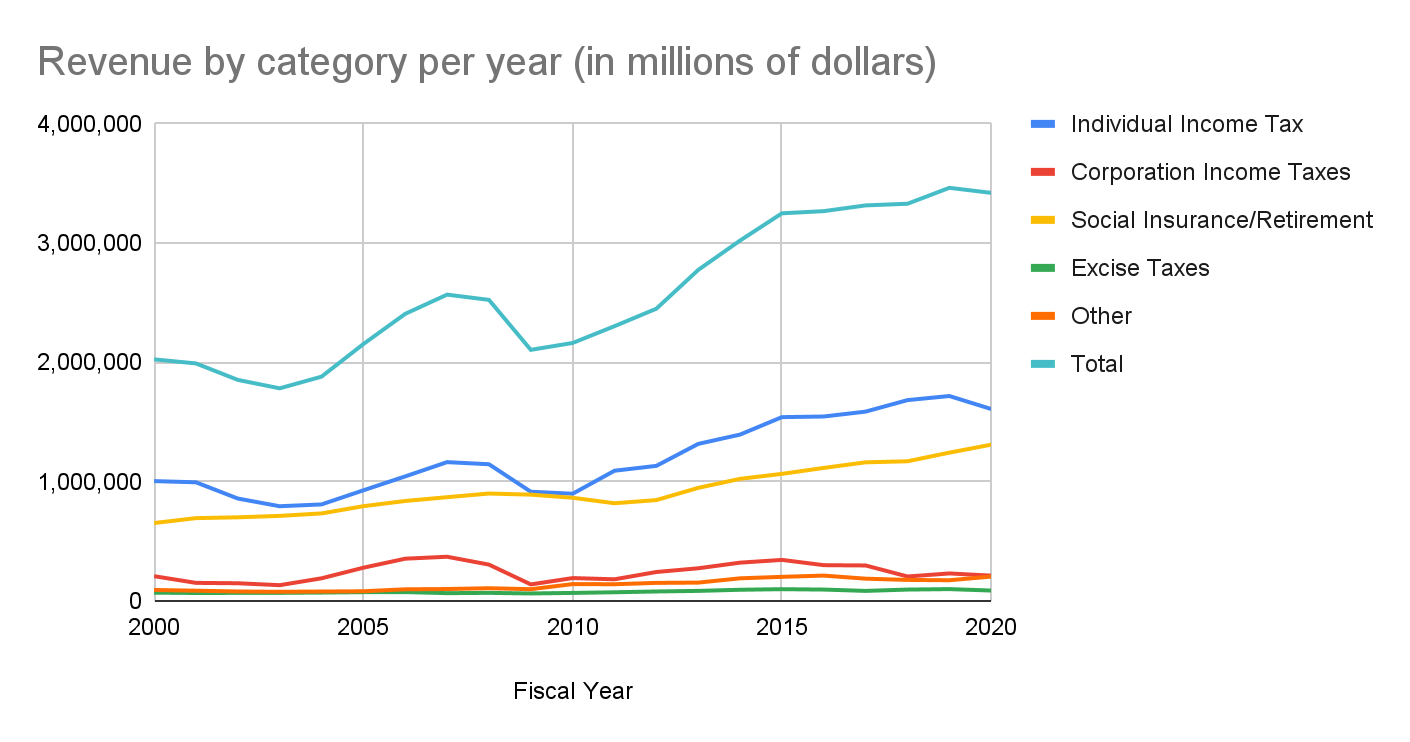 Revenue by category per year (in millions of dollars)
4,000,000
3,000,000
2,000,000
1,000,000
0
2000 2005 2010 2015 2020
Fiscal Year
Individual Income Tax
Corporation Income Taxes
Social Insurance/Retirement
Excise Taxes
Other
Total